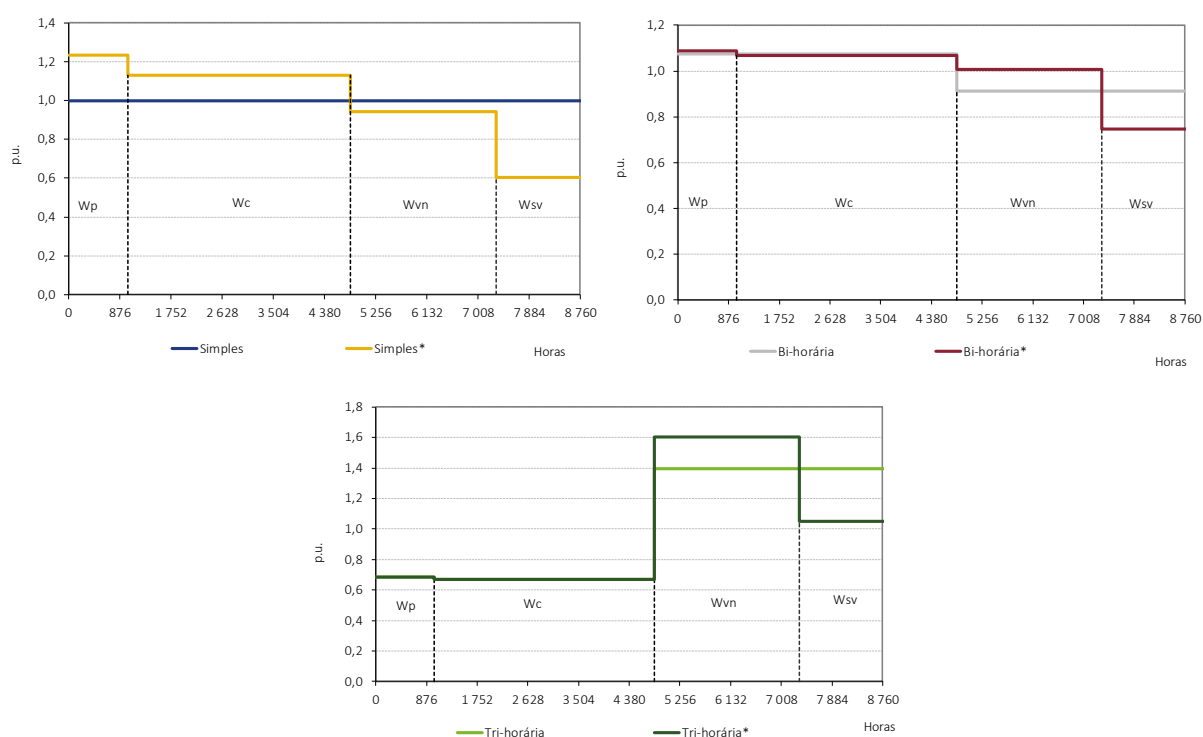 1,4
1,2
1,0
0,8
0,6
0,4
0,2
0,0
p.u.
Wp
Wc
Wvn
Wsv
0 876 1 752 2 628 3 504 4 380 5 256 6 132 7 008 7 884 8 760
Simples Simples* Horas
1,2
1,0
0,8
0,6
0,4
0,2
0,0
p.u.
Wp
Wc
Wvn
Wsv
0 876 1 752 2 628 3 504 4 380 5 256 6 132 7 008 7 884 8 760
Bi-horária Bi-horária*
Horas
1,8
1,6
1,4
1,2
1,0
0,8
0,6
0,4
0,2
0,0
p.u.
Wp
Wc
Wvn
Wsv
0 876 1 752 2 628 3 504 4 380 5 256 6 132 7 008 7 884 8 760
Tri-horária Tri-horária* Horas